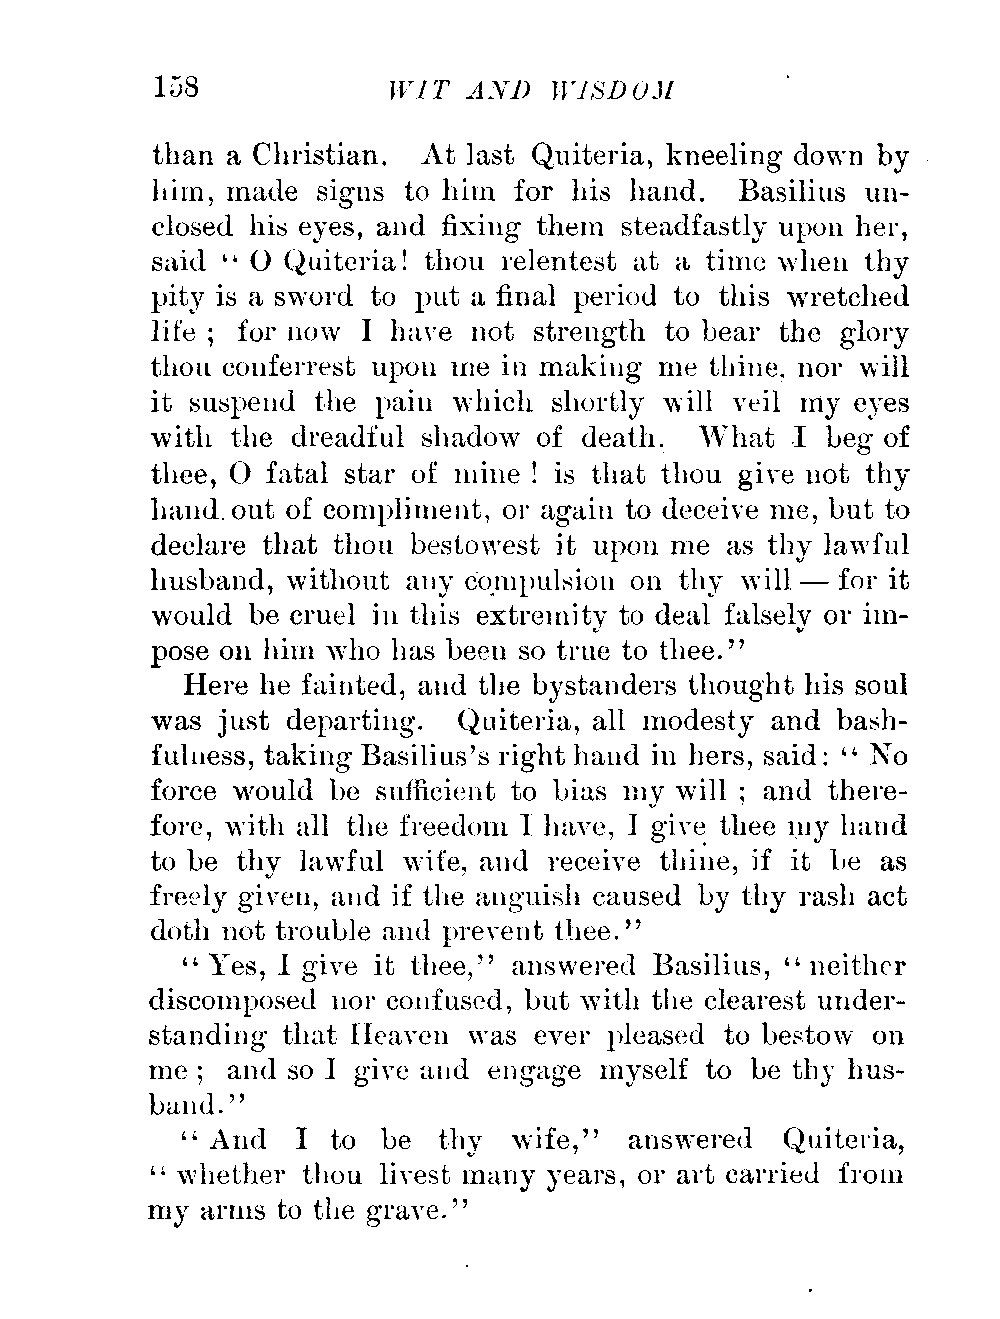 158 WIT AND WISDOM
than a Christian. At last Quiteria, kneeling down by
him, made signs to him for his hand. Basilius un-
closed his eyes, and fixing them steadfastly upon her,
said “ O Quiteria! thou relentest at a time when thy
pity is a sword to put a final period to this wretched
life ; for now I have not strength to bear the glory
thou conferrest upon me in making me thine, nor will
it suspend the pain which shortly will veil my eyes
with the dreadful shadow of death. What I beg of
thee, O fatal star of mine ! is that thou give not thy
hand out of compliment, or again to deceive me, but to
declare that thou bestowest it upon me as thy lawful
husband, without any compulsion on thy will — for it
would be cruel in this extremity to deal falsely or im-
pose on him who has been so true to thee.”
Here he fainted, and the bystanders thought his soul
was just departing. Quiteria, all modesty and bash-
fulness, taking Basilius’s right hand in hers, said: “ No
force would be sufficient to bias my will ; and there-
fore, with all the freedom I have, I give thee my hand
to be thy lawful wife, and receive thine, if it be as
freely given, and if the anguish caused by thy rash act
doth not trouble and prevent thee.”
“ Yes, I give it thee,” answered Basilius, “ neither
discomposed nor confused, but with the clearest under-
standing that Heaven was ever pleased to bestow on
me ; and so I give and engage myself to be thy hus-
band.”
“ And I to be thy wife,” answered Quiteria,
“ whether thou livest many years, or art carried from
my arms to the grave.”